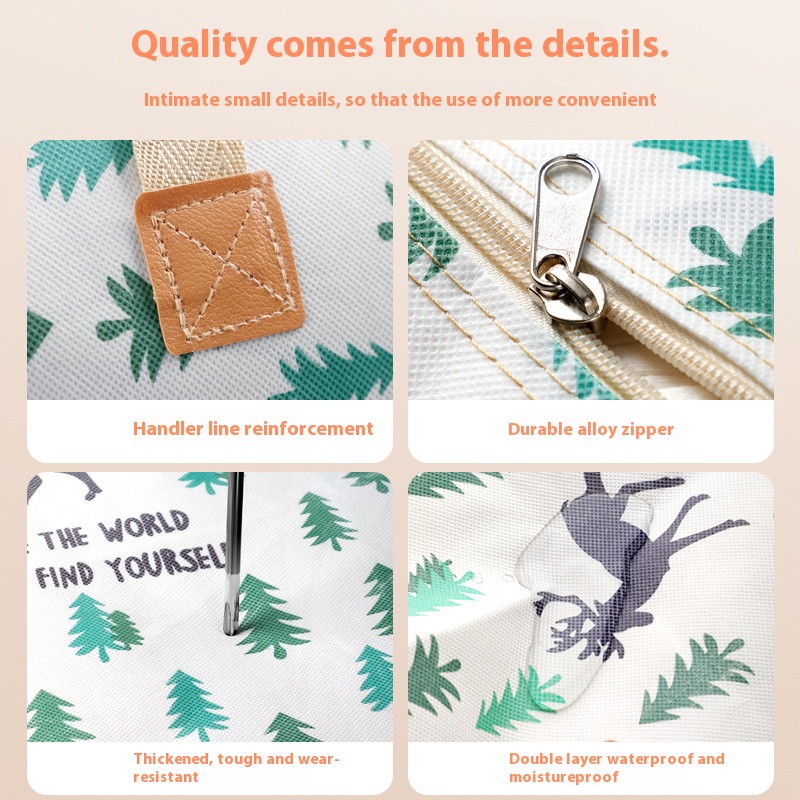 Quality comes from the details.
Intimate small details, so that the use of more convenient
Handler line reinforcement
Durable alloy zipper
THE WORLD
FIND YOURSELF
Thickened, tough and wear-
resistant
Double layer waterproof and
moistureproof